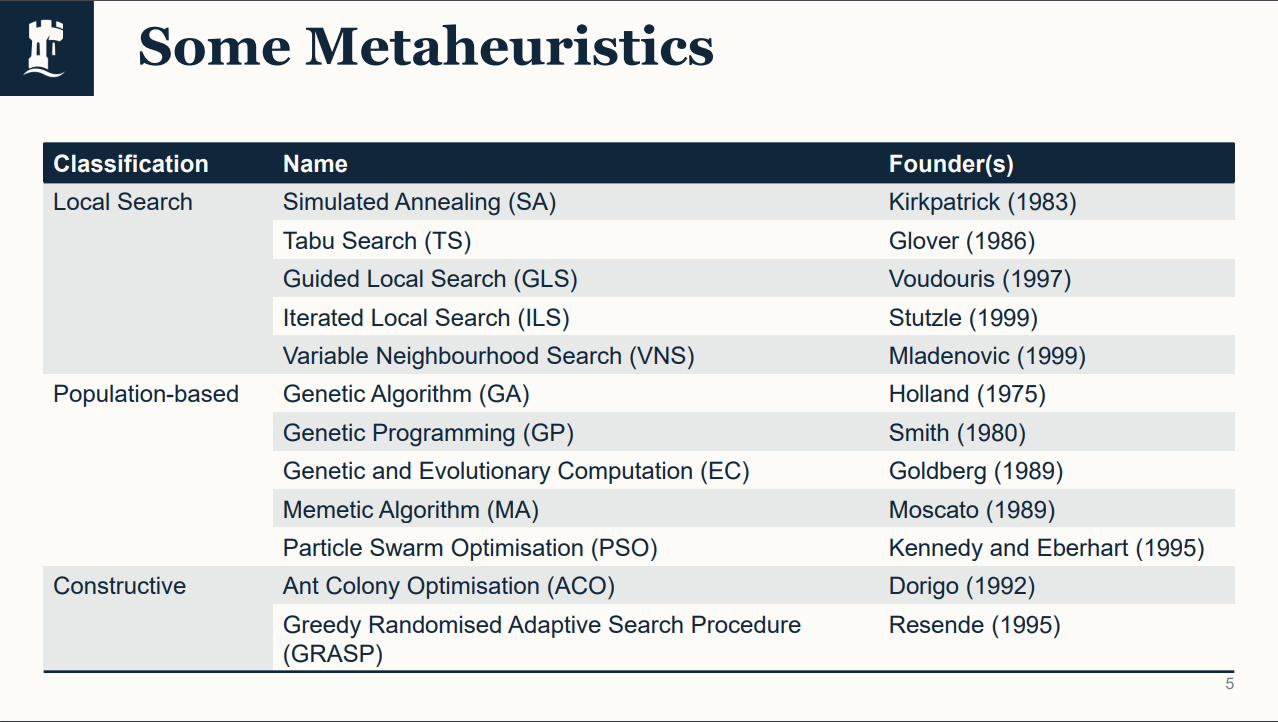 Some Metaheuristics
Classification Name Founder(s)
Local Search Simulated Annealing (SA) Kirkpatrick (1983)
Tabu Search (TS) Glover (1986)
Guided Local Search (GLS) Voudouris (1997)
Iterated Local Search (ILS) Stutzle (1999)
Variable Neighbourhood Search (VNS) Mladenovic (1999)
Population-based Genetic Algorithm (GA) Holland (1975)
Genetic Programming (GP) Smith (1980)
Genetic and Evolutionary Computation (EC) Goldberg (1989)
Memetic Algorithm (MA) Moscato (1989)
Particle Swarm Optimisation (PSO) Kennedy and Eberhart (1995)
Constructive Ant Colony Optimisation (ACO) Dorigo (1992)
Greedy Randomised Adaptive Search Procedure Resende (1995)
(GRASP)
5